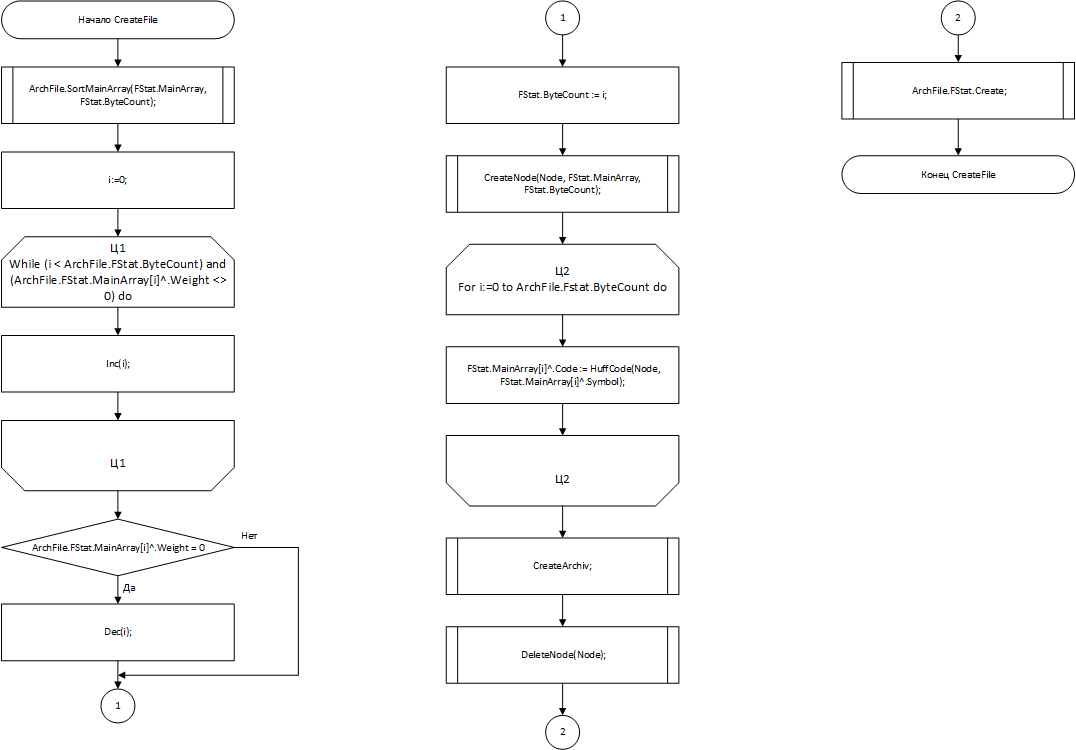 Начало CreateFile
ArchFile.SortMainArray(FStat.MainArray,
FStat.ByteCount);
i:=0;
Ц1
While (i < ArchFile.FStat.ByteCount) and
(ArchFile.FStat.MainArray[i]^.Weight <>
0) do
Inc(i);
Ц1
ArchFile.FStat.MainArray[i]^.Weight = 0
Нет
Да
Dec(i);
1
1
FStat.ByteCount := i;
CreateNode(Node, FStat.MainArray,
FStat.ByteCount);
Ц2
For i:=0 to ArchFile.Fstat.ByteCount do
FStat.MainArray[i]^.Code := HuffCode(Node,
FStat.MainArray[i]^.Symbol);
Ц2
CreateArchiv;
DeleteNode(Node);
2
2
ArchFile.FStat.Create;
Конец CreateFile